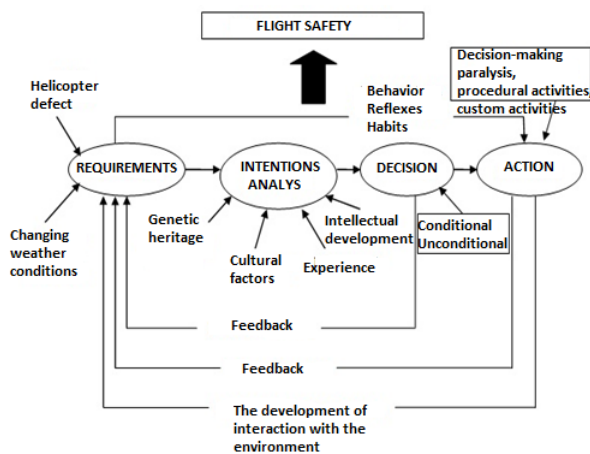 FLIGHT SAFETY
Decision-making
paralysis,
procedural activities,
custom activities
Helicopter
defect
Behavior
Reflexes
Habits
REQUIREMENTS
INTENTIONS
ANALYS
DECISION
ACTION
Changing
weather
conditions
Genetic
heritage
Cultural
factors
Experience
Intellectual
development
Conditional
Unconditional
Feedback
Feedback
The development of
interaction with the
environment